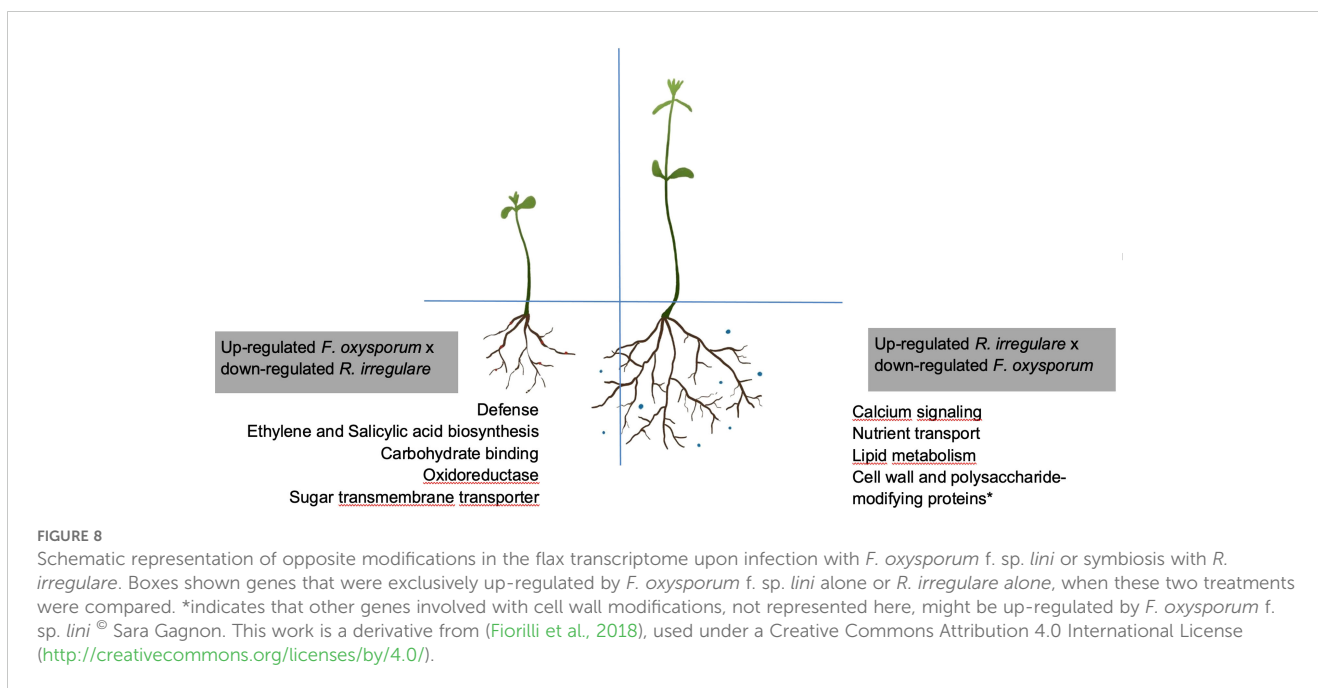 Up-regulated F. oxysporum x
down-regulated R. irregulare
Defense
Ethylene and Salicylic acid biosynthesis
Carbohydrate binding
Oxidoreductase
Sugar transmembrane transporter
Up-regulated R. irregulare x
down-regulated F. oxysporum
Calcium signaling
Nutrient transport
Lipid metabolism
Cell wall and polysaccharide-
modifying proteins*
FIGURE 8
Schematic representation of opposite modifications in the flax transcriptome upon infection with F. oxysporum f. sp. lini or symbiosis with R.
irregulare. Boxes shown genes that were exclusively up-regulated by F. oxysporum f. sp. lini alone or R. irregulare alone, when these two treatments
were compared. *indicates that other genes involved with cell wall modifications, not represented here, might be up-regulated by F. oxysporum f.
sp. lini © Sara Gagnon. This work is a derivative from (Fiorilli et al., 2018), used under a Creative Commons Attribution 4.0 International License
(http://creativecommons.org/licenses/by/4.0/).